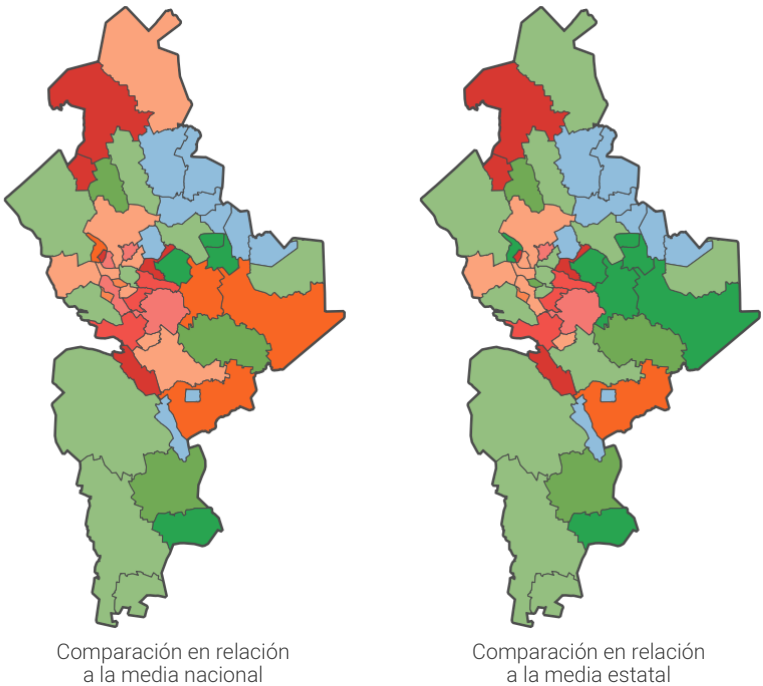 Comparación en relación
a la media nacional
Comparación en relación
a la media estatal